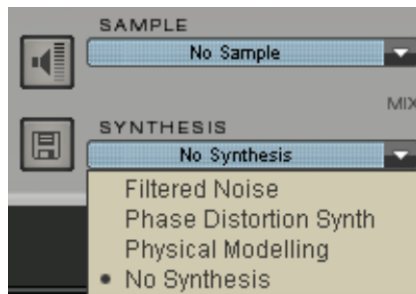 SAMPLE
No Sample
MIX
SYNTHESIS
No Synthesis
Filtered Noise
Phase Distortion Synth
Physical Modelling
No Synthesis